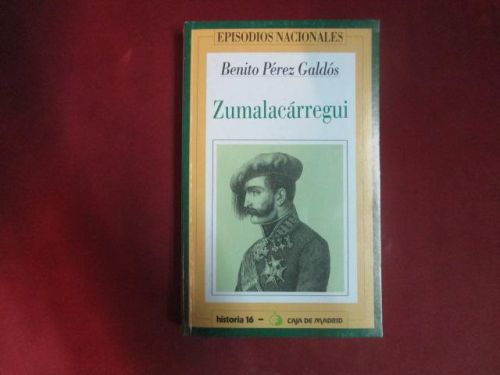 EPISODIOS NACIONALES
Benito Pérez Galdós
Zumalacárregui
historia 16 – CAJA DE MADRID